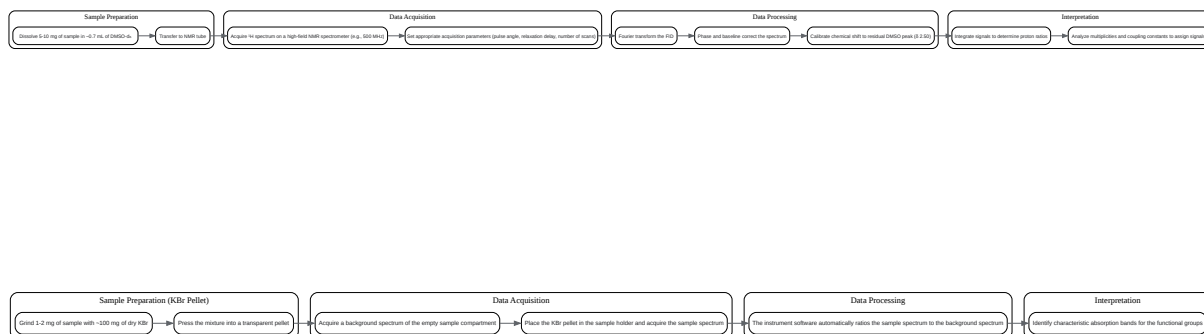 Sample Preparation
Dissolve 5-10 mg of sample in ~0.7 mL of DMSO-d₆
Transfer to NMR tube
Data Acquisition
Acquire ¹H spectrum on a high-field NMR spectrometer (e.g., 500 MHz)
Set appropriate acquisition parameters (pulse angle, relaxation delay, number of scans)
Data Processing
Fourier transform the FID
Phase and baseline correct the spectrum
Calibrate chemical shift to residual DMSO peak (δ 2.50)
Interpretation
Integrate signals to determine proton ratios
Analyze multiplicities and coupling constants to assign signals
Sample Preparation (KBr Pellet)
Grind 1-2 mg of sample with ~100 mg of dry KBr
Press the mixture into a transparent pellet
Data Acquisition
Acquire a background spectrum of the empty sample compartment
Place the KBr pellet in the sample holder and acquire the sample spectrum
Data Processing
The instrument software automatically ratios the sample spectrum to the background spectrum
Interpretation
Identify characteristic absorption bands for the functional groups